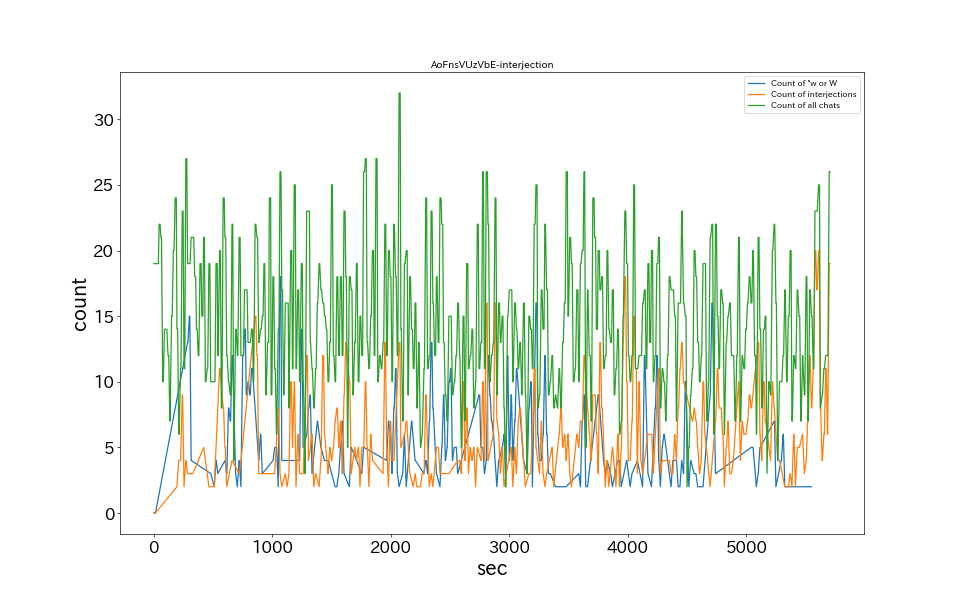 AoFnsVUzVbE-interjection
Count of "w or W
Count of interjections
Count of all chats
30
25
20
15
10
5
0
count
0 1000 2000 3000 4000 5000
sec